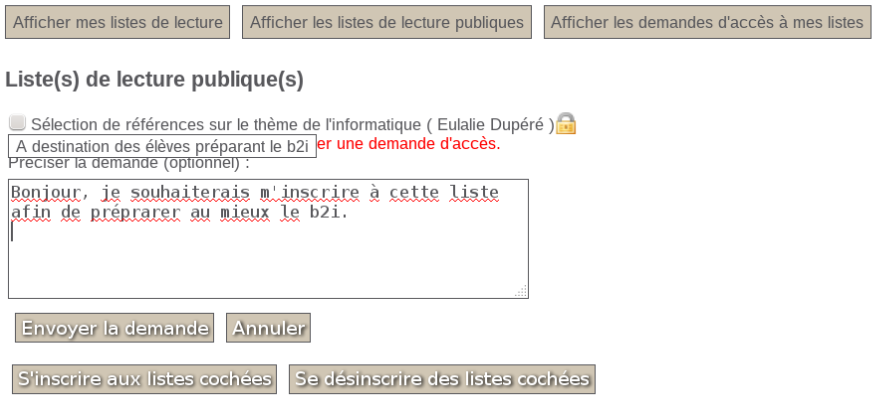 Afficher mes listes de lecture Afficher les listes de lecture publiques Afficher les demandes d'accès à mes listes
Liste(s) de lecture publique(s)
Sélection de références sur le thème de l'informatique ( Eulalie Dupéré )
A destination des élèves préparant le b2i er une demande d'accès.
Préciser la demande (optionnel) :
Bonjour, je souhaiterais m'inscrire à cette liste
afin de préprarer au mieux le b2i.
Envoyer la demande Annuler
S'inscrire aux listes cochées Se désinscrire des listes cochées